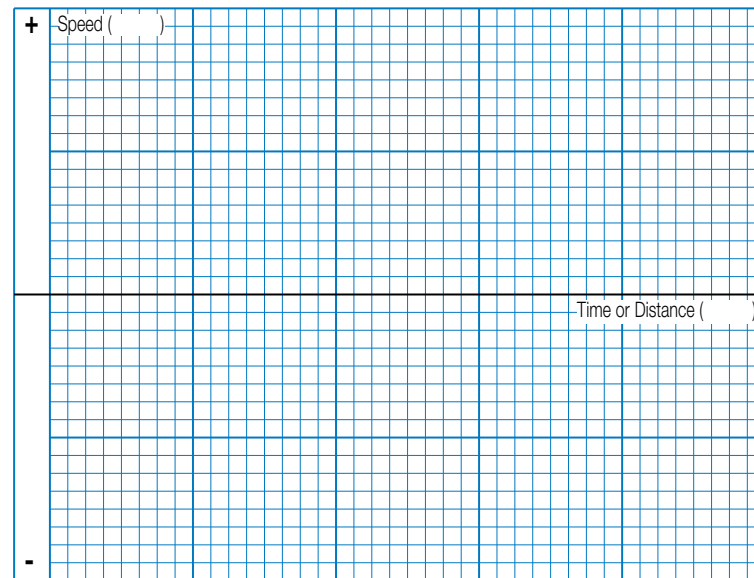 + Speed ( )
Time or Distance ( )
-